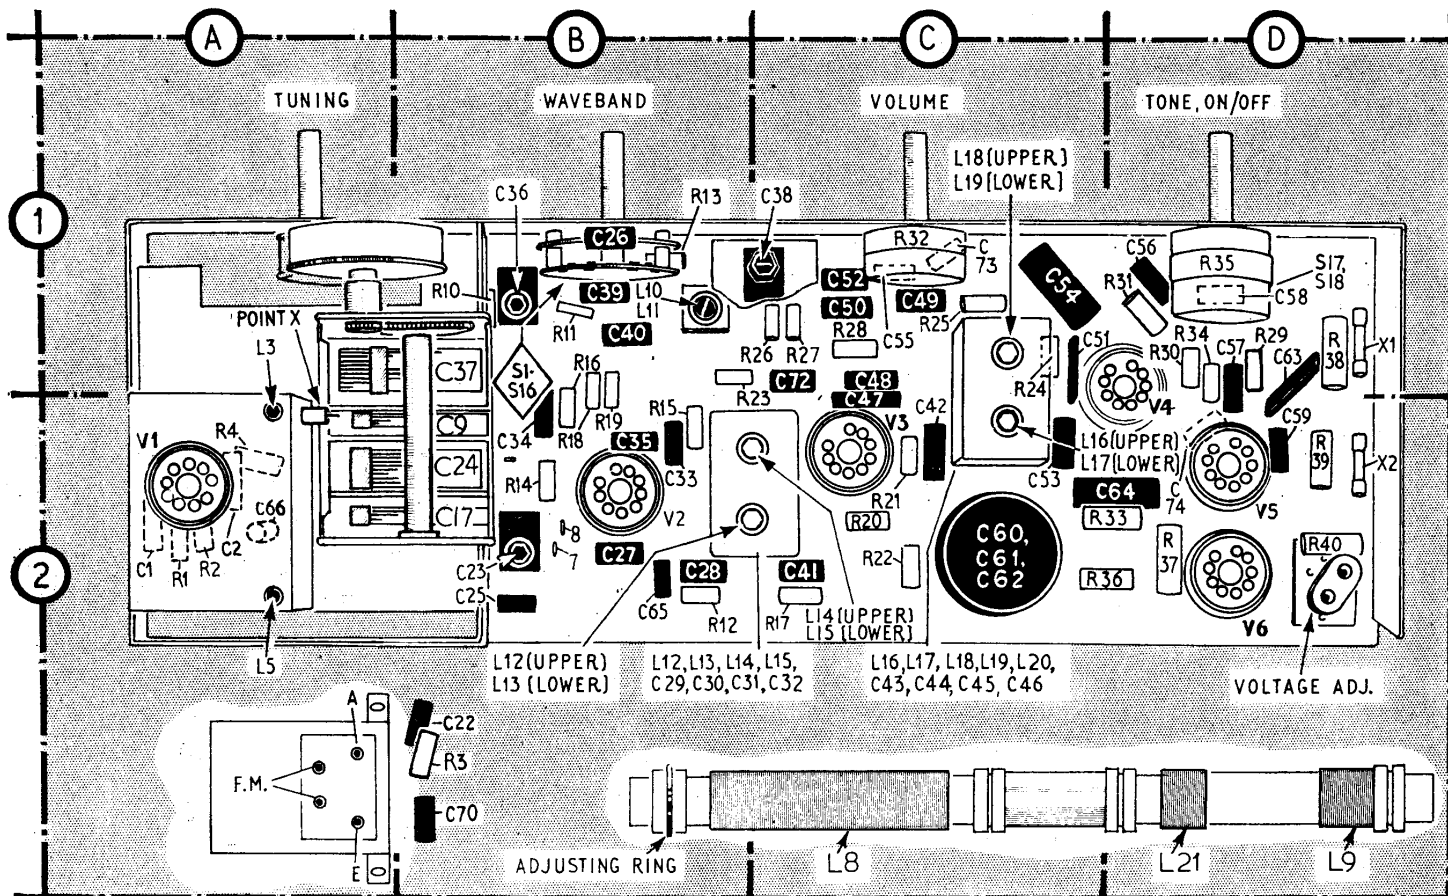 A
B
C
D
TUNING
WAVEBAND
VOLUME
TONE, ON/OFF
L18(UPPER)
L19(LOWER)
1
C36
R13
C38
C26
R32
C
73
C54
C56
R31
R35
S17,
S18
C58
R10
C39
L10
L11
C52
C50
C49
R25
R11
C40
R26
R27
R28
C55
C51
R34
R30
C57
R29
C63
R
38
X1
POINT X
L3
C37
S1-
S16
R16
R23
C72
C48
C47
R24
V4
V1
R4
C9
C34
R18
R19
R15
C35
V3
C42
L16(UPPER)
L17(LOWER)
C59
R
39
X2
C24
R14
C33
R21
C53
C64
C
74
V5
C66
C2
C17
V2
R20
C60,
C61,
C62
R33
C1
R1
R2
8
7
C27
R22
R
37
R40
2
C23
C25
C65
C28
C41
R36
R12
R17
L14(UPPER)
L15(LOWER)
V6
L5
L12(UPPER)
L13(LOWER)
L12,L13,L14,L15,
C29,C30,C31,C32
L16,L17,L18,L19,L20,
C43,C44,C45,C46
VOLTAGE ADJ.
A
C22
R3
F.M.
C70
E
ADJUSTING RING
L8
L21
L9